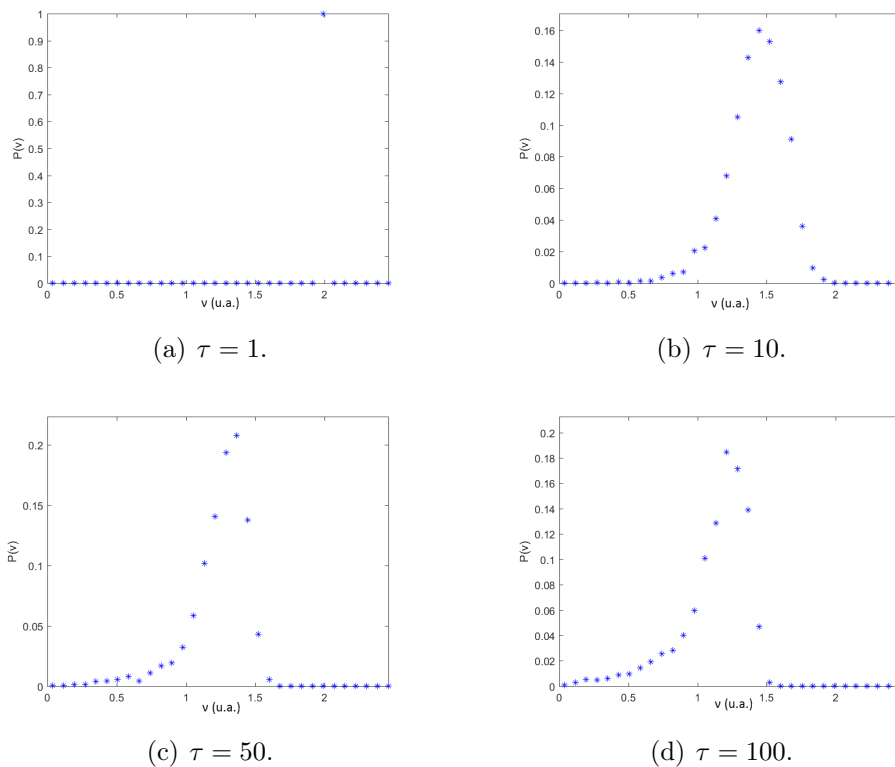 1
0.9
0.8
0.7
0.6
0.5
0.4
0.3
0.2
0.1
0
P(v)
0 0.5 1 1.5 2
v (u.a.)
(a) τ = 1.
0.16
0.14
0.12
0.1
0.08
0.06
0.04
0.02
0
P(v)
0 0.5 1 1.5 2
v (u.a.)
(b) τ = 10.
0.2
0.15
0.1
0.05
0
P(v)
0 0.5 1 1.5 2
v (u.a.)
(c) τ = 50.
0.2
0.18
0.16
0.14
0.12
0.1
0.08
0.06
0.04
0.02
0
P(v)
0 0.5 1 1.5 2
v (u.a.)
(d) τ = 100.